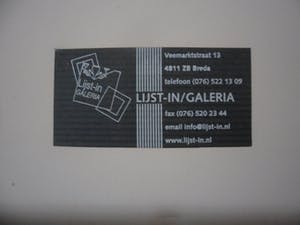 Veemarktstraat 13
4811 ZB Breda
telefoon (076) 522 13 09
Lijst-in
GALERIA
LIJST-IN/GALERIA
fax (076) 520 23 44
email info@lijst-in.nl
www.lijst-in.nl